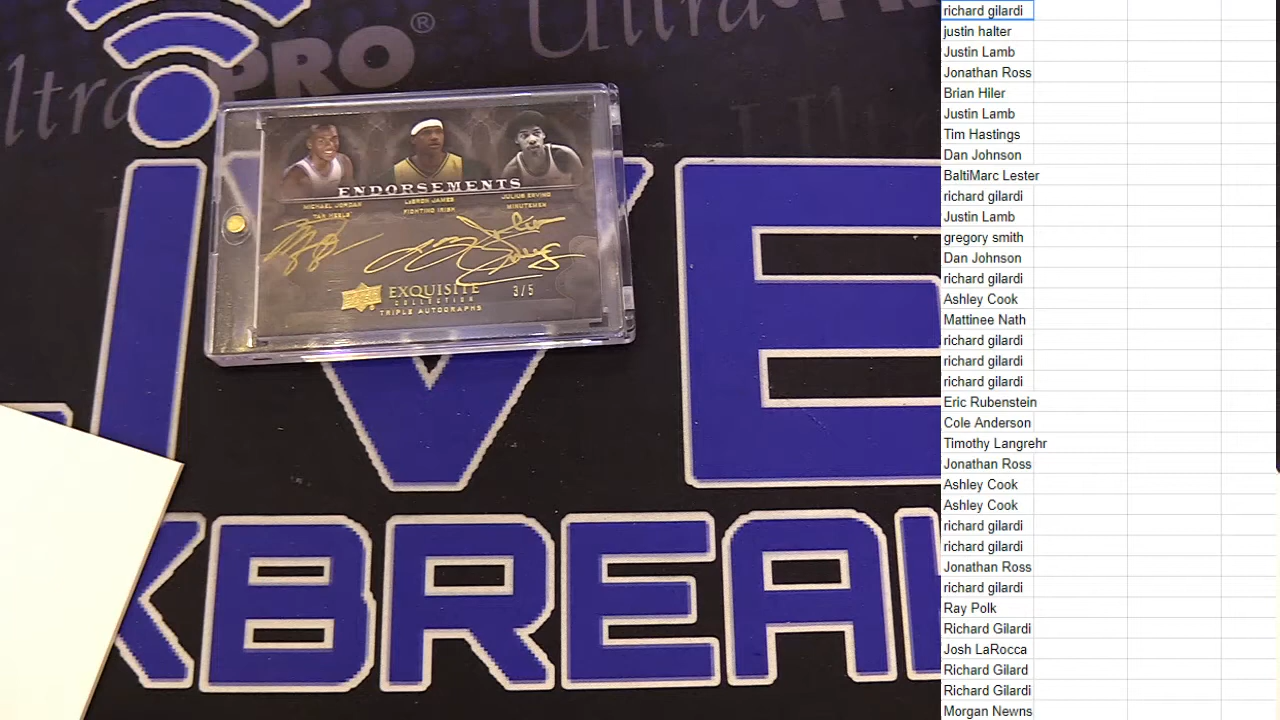 Ultra PRO®
Ultra
ENDORSEMENTS
MICHAEL JORDAN
TAR HEELS
LeBRON JAMES
FIGHTING IRISH
JULIUS ERVING
MINUTEMEN
EXQUISITE
COLLECTION
TRIPLE AUTOGRAPHS
3/5
iVE
KBREA
richard gilardi
justin halter
Justin Lamb
Jonathan Ross
Brian Hiler
Justin Lamb
Tim Hastings
Dan Johnson
BaltiMarc Lester
richard gilardi
Justin Lamb
gregory smith
Dan Johnson
richard gilardi
Ashley Cook
Mattinee Nath
richard gilardi
richard gilardi
richard gilardi
Eric Rubenstein
Cole Anderson
Timothy Langrehr
Jonathan Ross
Ashley Cook
Ashley Cook
richard gilardi
richard gilardi
Jonathan Ross
richard gilardi
Ray Polk
Richard Gilardi
Josh LaRocca
Richard Gilard
Richard Gilardi
Morgan Newns